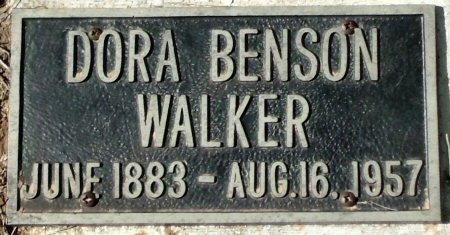 DORA BENSON
WALKER
JUNE 1883 - AUG.16, 1957